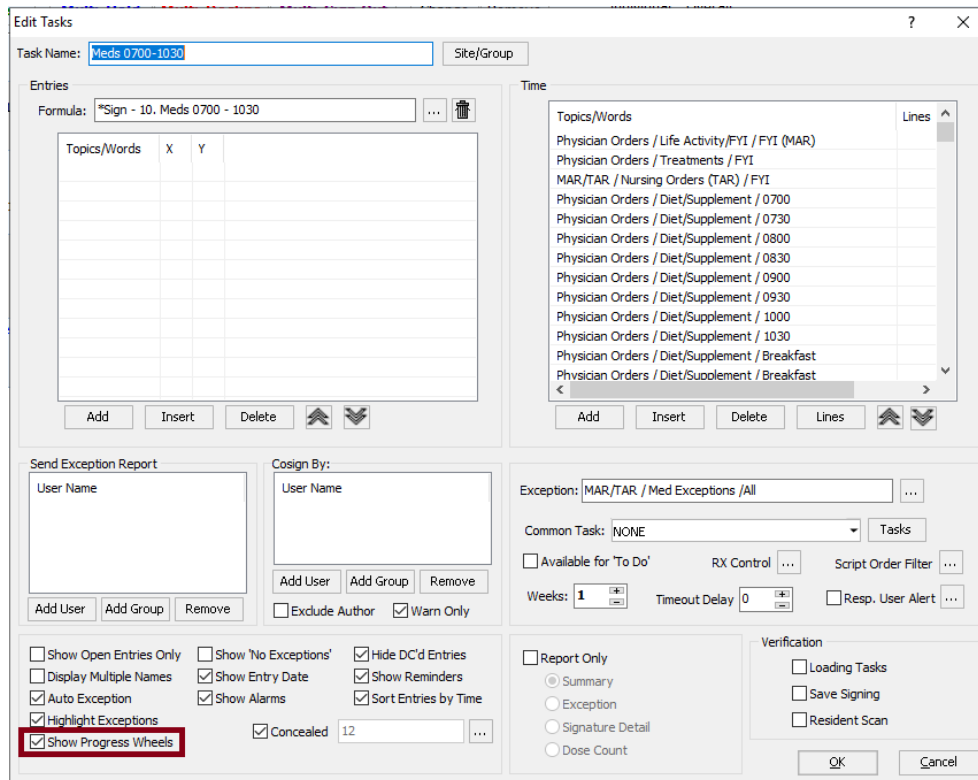 Edit Tasks ? X
Task Name: Meds 0700-1030 Site/Group
Entries
Formula: *Sign - 10. Meds 0700 - 1030 ...
Topics/Words X Y
Add Insert Delete
Time
Topics/Words Lines
Physician Orders / Life Activity/FYI / FYI (MAR)
Physician Orders / Treatments / FYI
MAR/TAR / Nursing Orders (TAR) / FYI
Physician Orders / Diet/Supplement / 0700
Physician Orders / Diet/Supplement / 0730
Physician Orders / Diet/Supplement / 0800
Physician Orders / Diet/Supplement / 0830
Physician Orders / Diet/Supplement / 0900
Physician Orders / Diet/Supplement / 0930
Physician Orders / Diet/Supplement / 1000
Physician Orders / Diet/Supplement / 1030
Physician Orders / Diet/Supplement / Breakfast
Physician Orders / Diet/Supplement / Breakfast
Add Insert Delete Lines
Send Exception Report
User Name
Add User Add Group Remove
Cosign By:
User Name
Add User Add Group Remove
Exclude Author Warn Only
Exception: MAR/TAR / Med Exceptions /All ...
Common Task: NONE Tasks
Available for 'To Do' RX Control ... Script Order Filter ...
Weeks: 1 Timeout Delay 0 Resp. User Alert ...
Show Open Entries Only Show 'No Exceptions' Hide DC'd Entries
Display Multiple Names Show Entry Date Show Reminders
Auto Exception Show Alarms Sort Entries by Time
Highlight Exceptions Concealed 12 ...
Show Progress Wheels
Report Only
Summary
Exception
Signature Detail
Dose Count
Verification
Loading Tasks
Save Signing
Resident Scan
OK Cancel